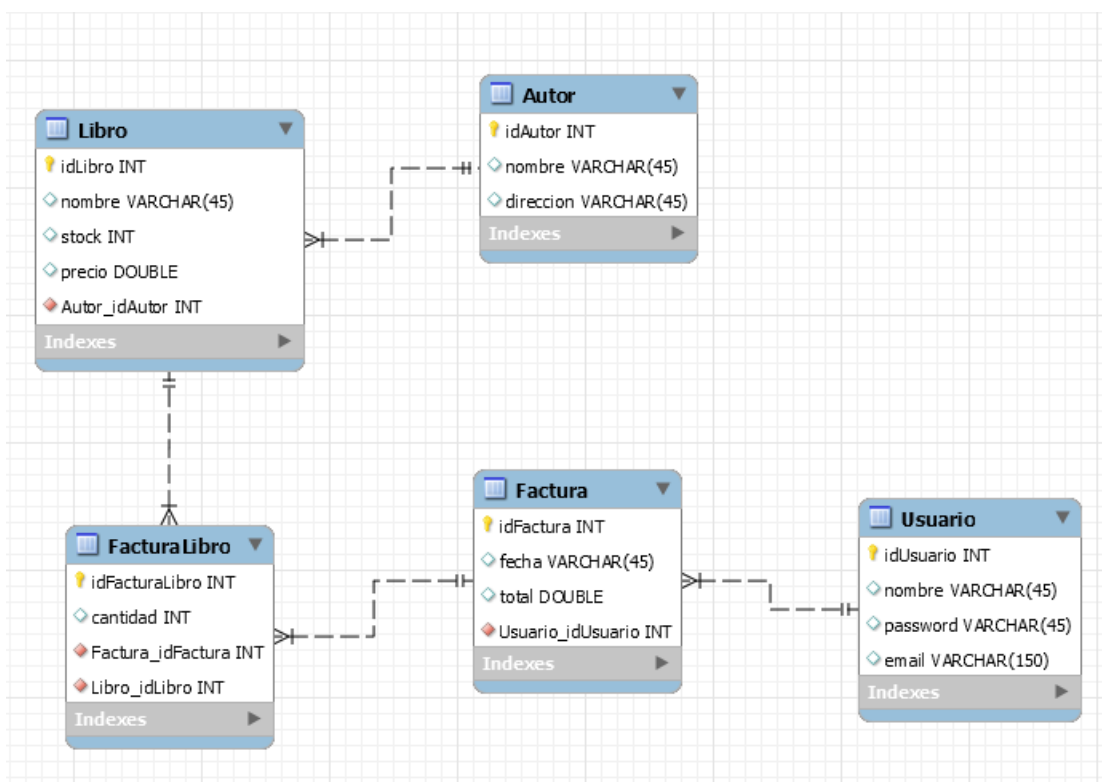 Libro
idLibro INT
nombre VARCHAR(45)
stock INT
precio DOUBLE
Autor_idAutor INT
Indexes
Autor
idAutor INT
nombre VARCHAR(45)
direccion VARCHAR(45)
Indexes
FacturaLibro
idFacturaLibro INT
cantidad INT
Factura_idFactura INT
Libro_idLibro INT
Indexes
Factura
idFactura INT
fecha VARCHAR(45)
total DOUBLE
Usuario_idUsuario INT
Indexes
Usuario
idUsuario INT
nombre VARCHAR(45)
password VARCHAR(45)
email VARCHAR(150)
Indexes